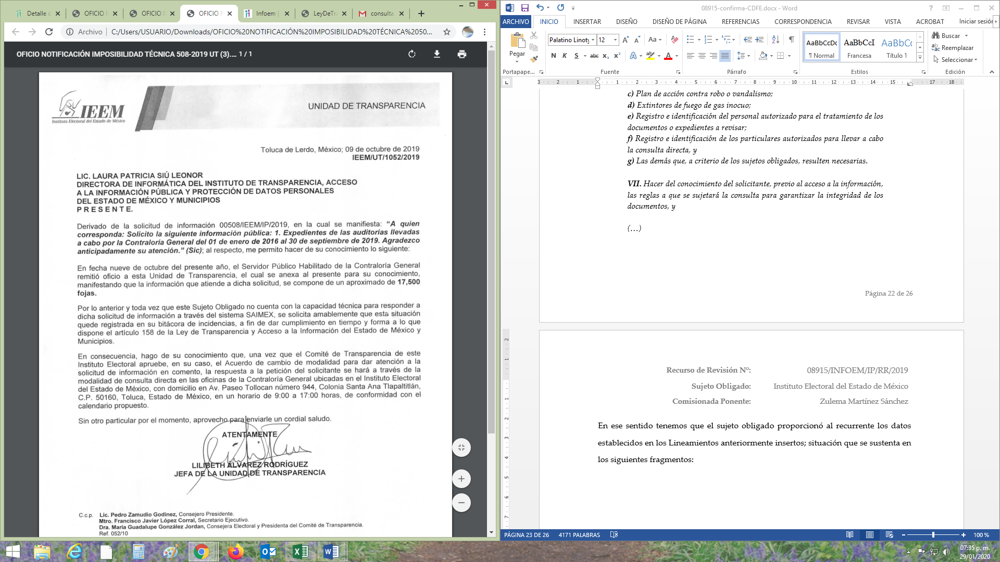 Detalle d
OFICIO
OFICIO
OFICIO N
Infoem
LeyDeTra
consulta
Archivo
C:/Users/USUARIO/Downloads/OFICIO%20NOTIFICACIÓN%20IMPOSIBILIDAD%20TÉCNICA%2050...
OFICIO NOTIFICACIÓN IMPOSIBILIDAD TÉCNICA 508-2019 UT (3).... 1 / 1
IEEM
Instituto Electoral del Estado de México
UNIDAD DE TRANSPARENCIA
Toluca de Lerdo, México; 09 de octubre de 2019
IEEM/UT/1052/2019
LIC. LAURA PATRICIA SIÚ LEONOR
DIRECTORA DE INFORMÁTICA DEL INSTITUTO DE TRANSPARENCIA, ACCESO
A LA INFORMACIÓN PÚBLICA Y PROTECCIÓN DE DATOS PERSONALES
DEL ESTADO DE MÉXICO Y MUNICIPIOS
P R E S E N T E.
Derivado de la solicitud de información 00508/IEEM/IP/2019, en la cual se manifiesta: “A quien
corresponda: Solicito la siguiente información pública: 1. Expedientes de las auditorías llevadas
a cabo por la Contraloría General del 01 de enero de 2016 al 30 de septiembre de 2019. Agradezco
anticipadamente su atención.” (Sic); al respecto, me permito hacer de su conocimiento lo siguiente:
En fecha nueve de octubre del presente año, el Servidor Público Habilitado de la Contraloría General
remitió oficio a esta Unidad de Transparencia, el cual se anexa al presente para su conocimiento,
manifestando que la información que atiende a dicha solicitud, se compone de un aproximado de 17,500
fojas.
Por lo anterior y toda vez que este Sujeto Obligado no cuenta con la capacidad técnica para responder a
dicha solicitud de información a través del sistema SAIMEX, se solicita amablemente que esta situación
quede registrada en su bitácora de incidencias, a fin de dar cumplimiento en tiempo y forma a lo que
dispone el artículo 158 de la Ley de Transparencia y Acceso a la Información del Estado de México y
Municipios.
En consecuencia, hago de su conocimiento que, una vez que el Comité de Transparencia de este
Instituto Electoral apruebe, en su caso, el Acuerdo de cambio de modalidad para dar atención a la
solicitud de información en comento, la respuesta a la petición del solicitante se hará a través de la
modalidad de consulta directa en las oficinas de la Contraloría General ubicadas en el Instituto Electoral
del Estado de México, con domicilio en Av. Paseo Tollocan número 944, Colonia Santa Ana Tlapaltitlán,
C.P. 50160, Toluca, Estado de México, en un horario de 9:00 a 17:00 horas, de conformidad con el
calendario propuesto.
Sin otro particular por el momento, aprovecho para enviarle un cordial saludo.
ATENTAMENTE
LILIBETH ÁLVAREZ RODRÍGUEZ
JEFA DE LA UNIDAD DE TRANSPARENCIA
C.c.p. Lic. Pedro Zamudio Godínez, Consejero Presidente.
Mtro. Francisco Javier López Corral, Secretario Ejecutivo.
Dra. María Guadalupe González Jordan, Consejera Electoral y Presidenta del Comité de Transparencia.
Ref. 052/10
08915-confirma-CDFE.docx - Word
ARCHIVO INICIO INSERTAR DISEÑO DISEÑO DE PÁGINA REFERENCIAS CORRESPONDENCIA REVISAR VISTA ACROBAT Iniciar sesión
Pegar
Palatino Linoty 12
N K S abc x₂ x²
AaBbCcDc AaBbCcI AaBbCc
¶ Normal Francesa Título 1
Buscar
Reemplazar
Seleccionar
Portapape... Fuente Párrafo Estilos Edición
3 2 1 1 2 3 4 5 6 7 8 9 10 11 12 13 14 15 17 18
c) Plan de acción contra robo o vandalismo;
d) Extintores de fuego de gas inocuo;
e) Registro e identificación del personal autorizado para el tratamiento de los
documentos o expedientes a revisar;
f) Registro e identificación de los particulares autorizados para llevar a cabo
la consulta directa, y
g) Las demás que, a criterio de los sujetos obligados, resulten necesarias.
VII. Hacer del conocimiento del solicitante, previo al acceso a la información,
las reglas a que se sujetará la consulta para garantizar la integridad de los
documentos, y
(…)
Página 22 de 26
Recurso de Revisión N°: 08915/INFOEM/IP/RR/2019
Sujeto Obligado: Instituto Electoral del Estado de México
Comisionada Ponente: Zulema Martínez Sánchez
En ese sentido tenemos que el sujeto obligado proporcionó al recurrente los datos
establecidos en los Lineamientos anteriormente insertos; situación que se sustenta en
los siguientes fragmentos:
PÁGINA 23 DE 26 4171 PALABRAS 100 %
07:35 p. m.
29/01/2020